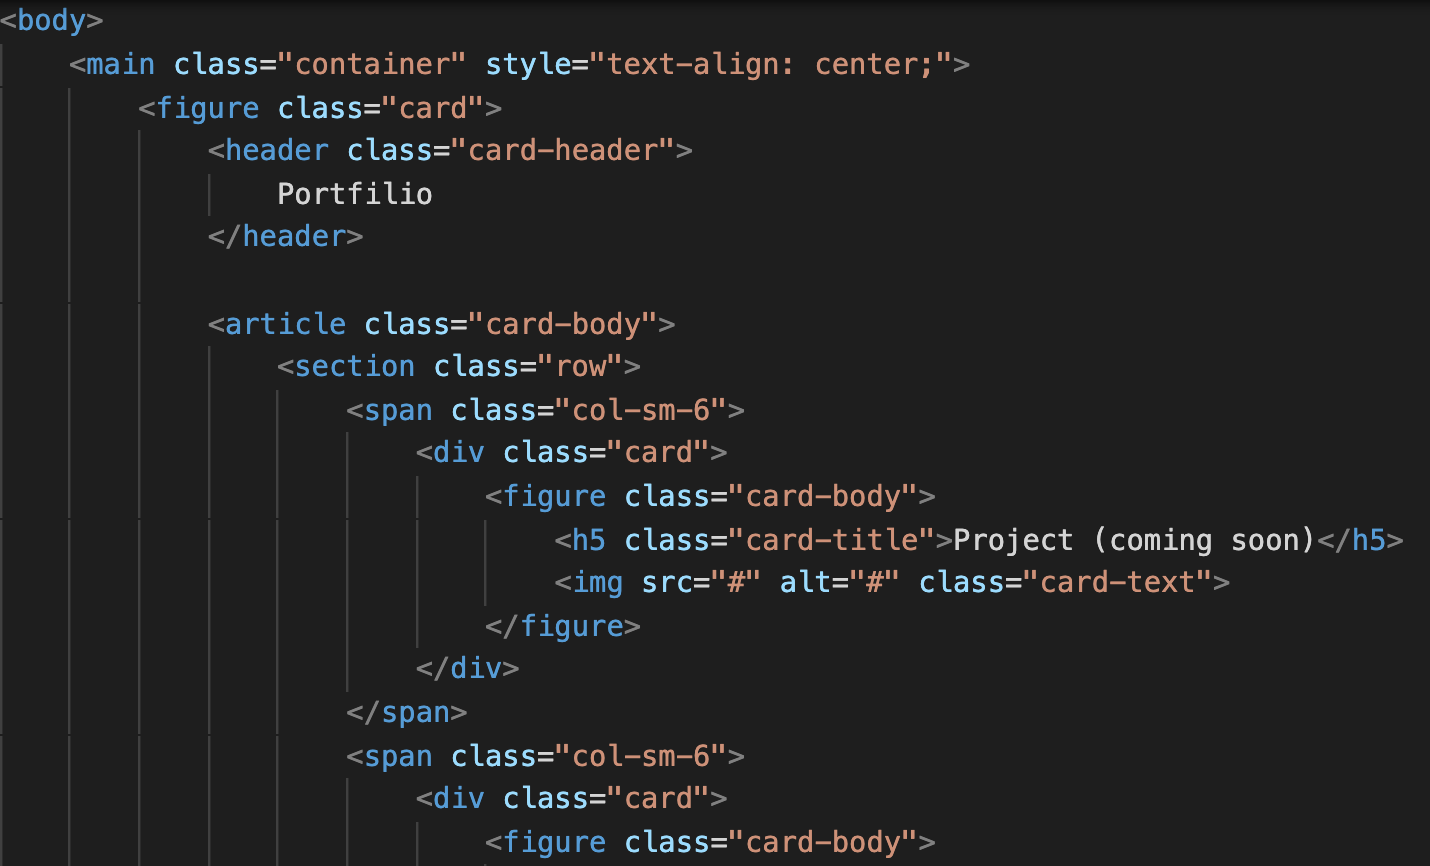 <body>
<main class="container" style="text-align: center;">
<figure class="card">
<header class="card-header">
Portfilio
</header>
<article class="card-body">
<section class="row">
<span class="col-sm-6">
<div class="card">
<figure class="card-body">
<h5 class="card-title">Project (coming soon)</h5>
<img src="#" alt="#" class="card-text">
</figure>
</div>
</span>
<span class="col-sm-6">
<div class="card">
<figure class="card-body">